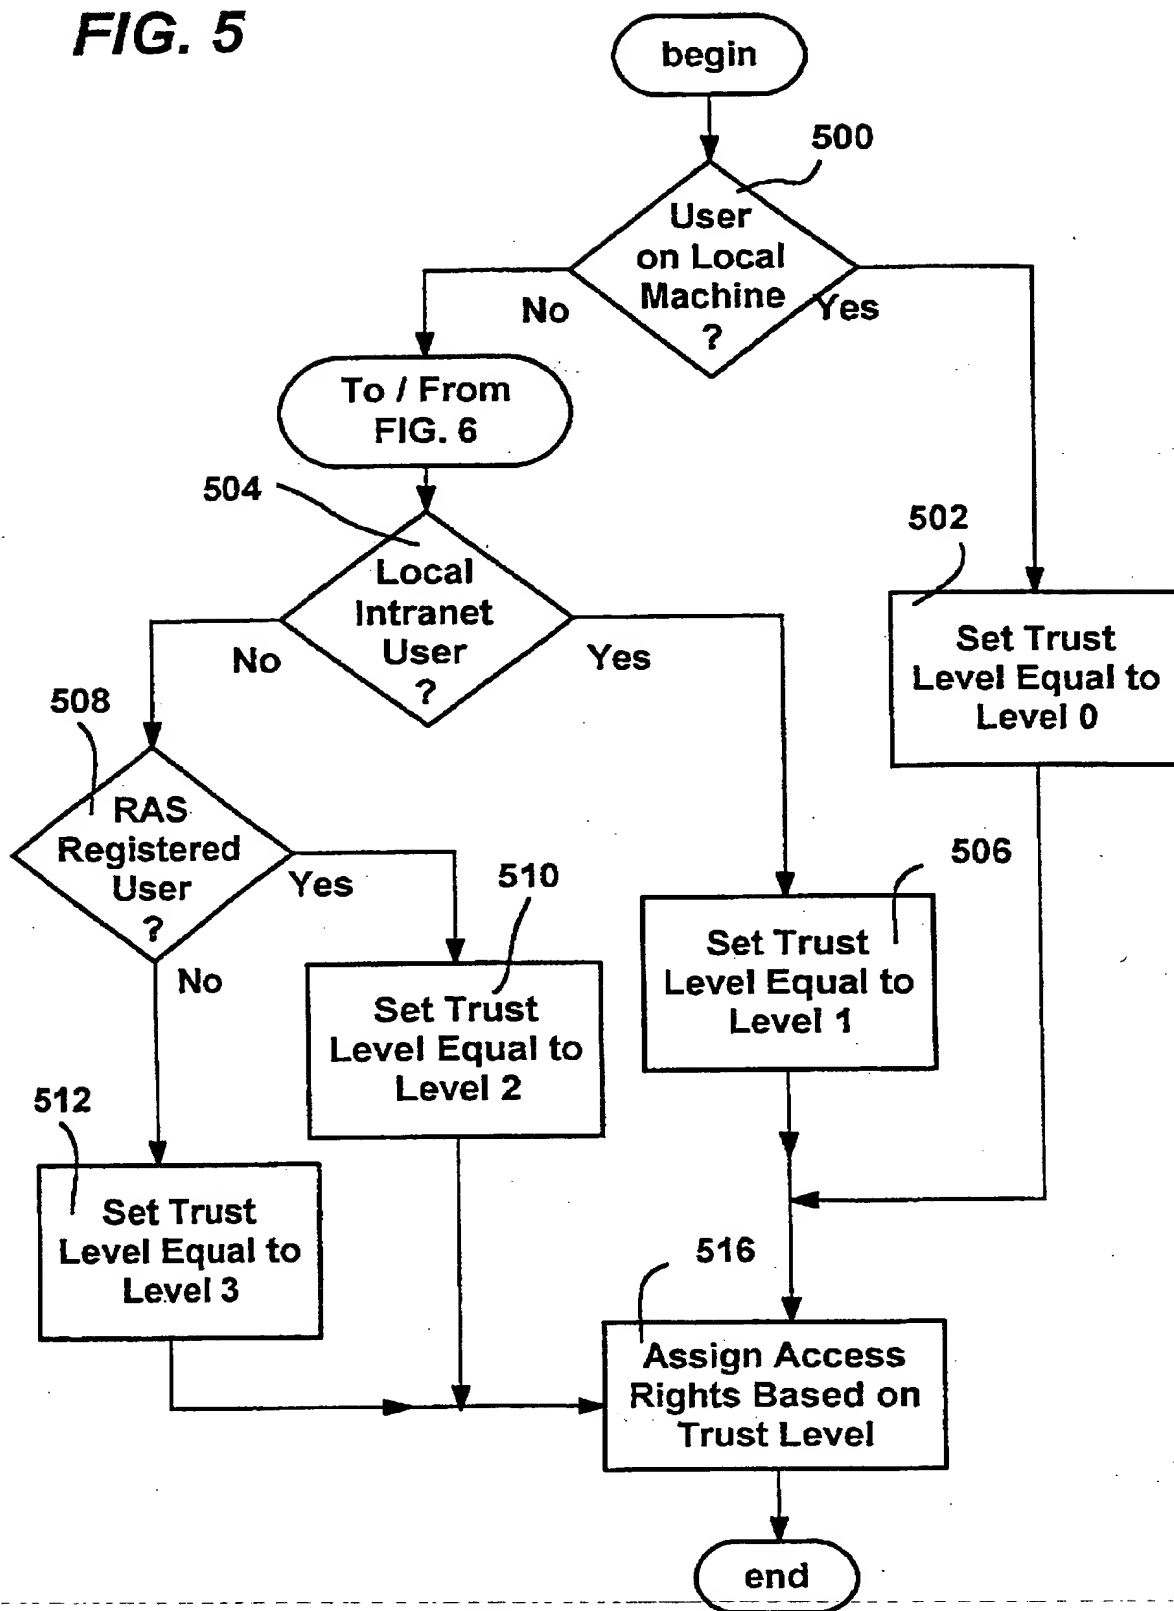 FIG. 5
begin
500
User
on Local
Machine
?
No
Yes
To / From
FIG. 6
504
Local
Intranet
User
?
No
Yes
502
Set Trust
Level Equal to
Level 0
508
RAS
Registered
User
?
Yes
No
510
Set Trust
Level Equal to
Level 2
506
Set Trust
Level Equal to
Level 1
512
Set Trust
Level Equal to
Level 3
516
Assign Access
Rights Based on
Trust Level
end